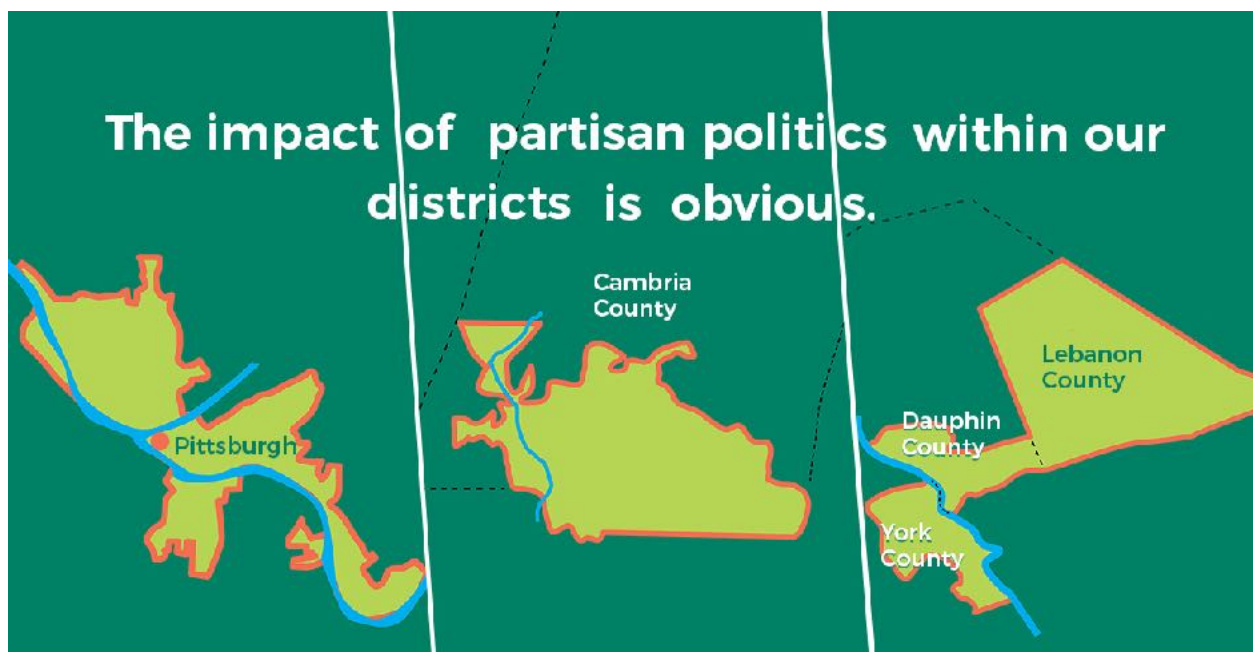 The impact of partisan politics within our
districts is obvious.
Pittsburgh
Cambria
County
Lebanon
County
Dauphin
County
York
County